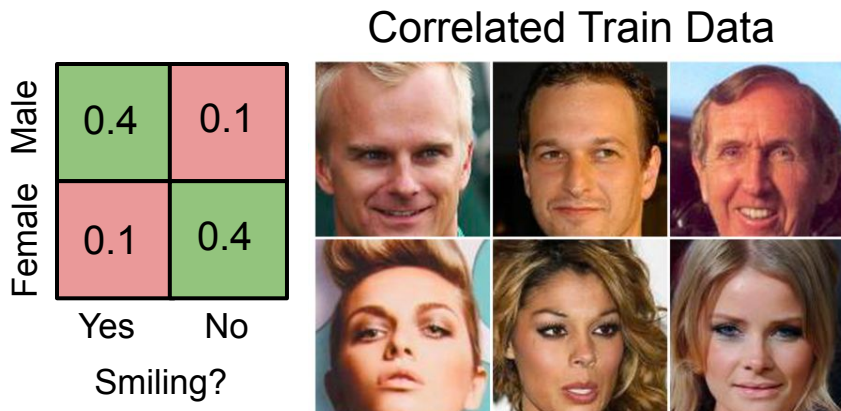 Correlated Train Data
Male 0.4 0.1
Female 0.1 0.4
Yes No
Smiling?